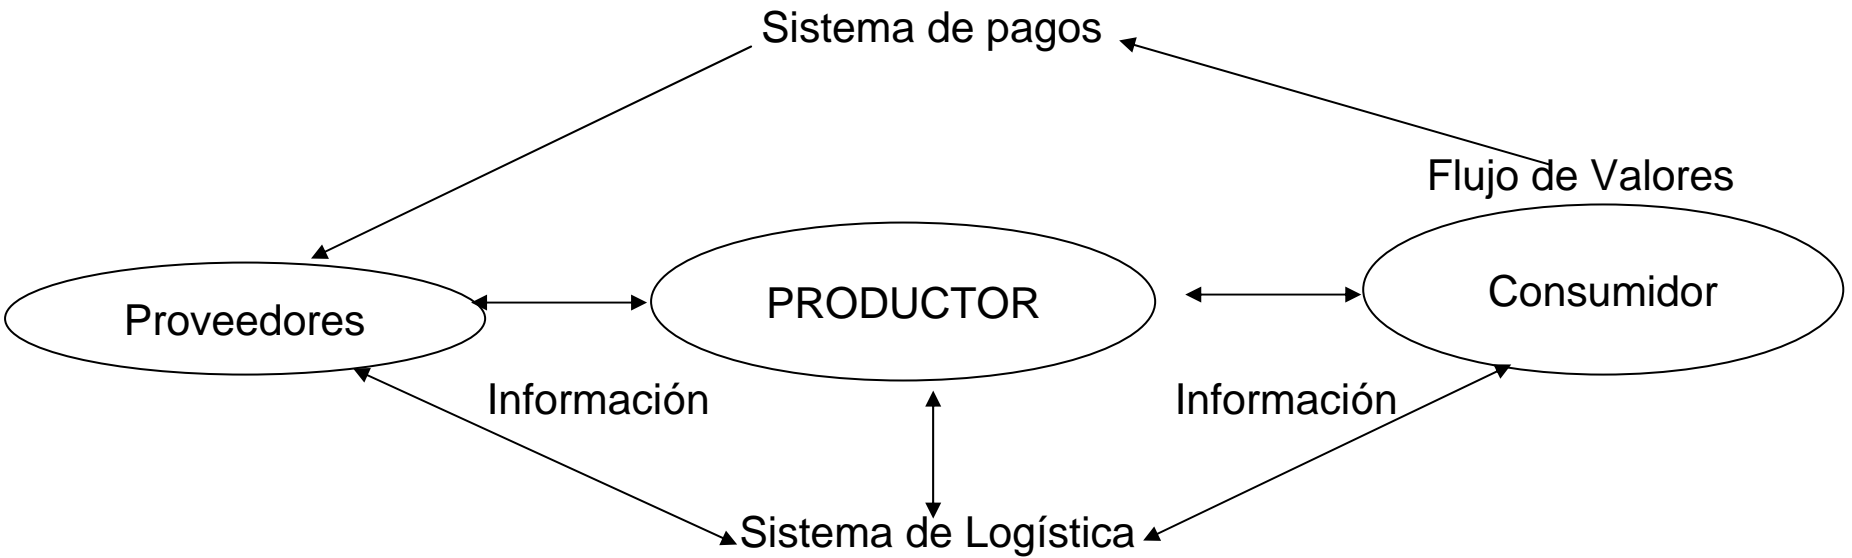 Sistema de pagos
Flujo de Valores
Proveedores
PRODUCTOR
Consumidor
Información
Información
Sistema de Logística